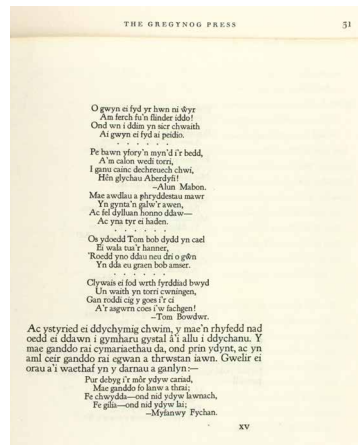 THE GREGYNOG PRESS 31
O gwyn ei fyd yr hwn ni ŵyr
Am ferch fu'n flinder iddo!
Ond wn i ddim yn sicr chwaith
Ai gwyn ei fyd ai peidio.
. . . . . .
Pe bawn yfory'n myn'd i'r bedd,
A'm calon wedi torri,
I ganu cainc dechreuech chwi,
Hên glychau Aberdyfi!
—Alun Mabon.
Mae awdlau a phryddestau mawr
Yn gynta'n galw'r awen,
Ac fel dylluan honno ddaw—
Ac yna tyr ei haden.
. . . . . .
Os ydoedd Tom bob dydd yn cael
Ei wala tua'r hanner,
'Roedd yno ddau neu dri o gŵn
Yn dda eu graen bob amser.
. . . . . .
Clywais ei fod wrth fyrddiad bwyd
Un waith yn torri cwningen,
Gan roddi cig y goes i'r ci
A'r asgwrn coes i'w fachgen!
—Tom Bowdwr.
Ac ystyried ei ddychymig chwim, y mae'n rhyfedd nad
oedd ei ddawn i gymharu gystal â'i allu i ddychanu. Y
mae ganddo rai cymariaethau da, ond prin ydynt, ac yn
aml ceir ganddo rai egwan a thrwstan iawn. Gwelir ei
orau a'i waethaf yn y darnau a ganlyn:—
Pur debyg i'r môr ydyw cariad,
Mae ganddo fo lanw a thrai;
Fe chwydda—ond nid ydyw lawnach,
Fe gilia—ond nid ydyw lai;
—Myfanwy Fychan.
XV